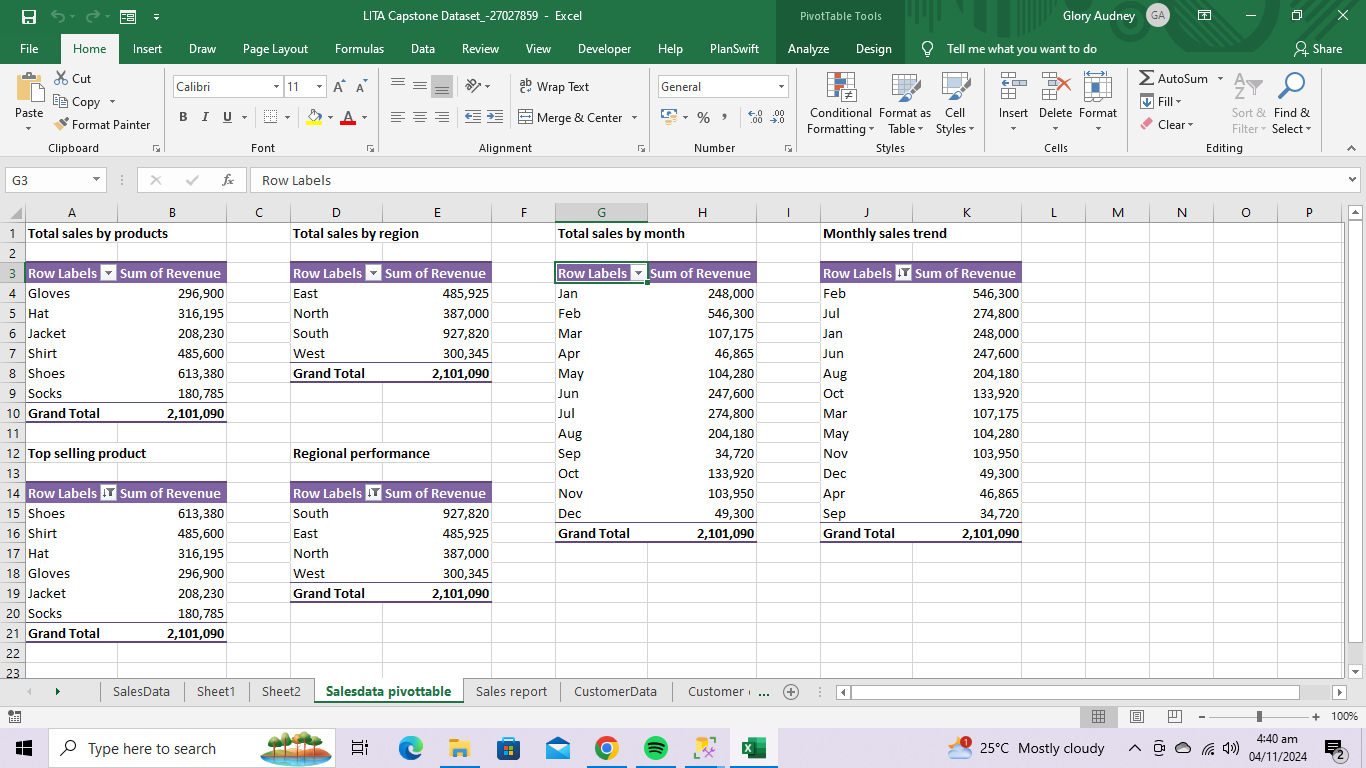 LITA Capstone Dataset_-27027859 - Excel
PivotTable Tools
Glory Audney GA
File Home Insert Draw Page Layout Formulas Data Review View Developer Help PlanSwift Analyze Design Tell me what you want to do Share
Paste Cut
Copy
Format Painter
Clipboard
Calibri 11 A A
B I U A
Font
ab Wrap Text
Merge & Center
Alignment
General
% , .00 .0
Number
Conditional Formatting Format as Table Cell Styles
Styles
Insert Delete Format
Cells
AutoSum
Fill
Clear
Sort & Filter Find & Select
Editing
G3 fx Row Labels
A B C D E F G H I J K L M N O P
1 Total sales by products Total sales by region Total sales by month Monthly sales trend
2
3 Row Labels Sum of Revenue Row Labels Sum of Revenue Row Labels Sum of Revenue Row Labels Sum of Revenue
4 Gloves 296,900 East 485,925 Jan 248,000 Feb 546,300
5 Hat 316,195 North 387,000 Feb 546,300 Jul 274,800
6 Jacket 208,230 South 927,820 Mar 107,175 Jan 248,000
7 Shirt 485,600 West 300,345 Apr 46,865 Jun 247,600
8 Shoes 613,380 Grand Total 2,101,090 May 104,280 Aug 204,180
9 Socks 180,785 Jun 247,600 Oct 133,920
10 Grand Total 2,101,090 Jul 274,800 Mar 107,175
11 Aug 204,180 May 104,280
12 Top selling product Regional performance Sep 34,720 Nov 103,950
13 Oct 133,920 Dec 49,300
14 Row Labels Sum of Revenue Row Labels Sum of Revenue Nov 103,950 Apr 46,865
15 Shoes 613,380 South 927,820 Dec 49,300 Sep 34,720
16 Shirt 485,600 East 485,925 Grand Total 2,101,090 Grand Total 2,101,090
17 Hat 316,195 North 387,000
18 Gloves 296,900 West 300,345
19 Jacket 208,230 Grand Total 2,101,090
20 Socks 180,785
21 Grand Total 2,101,090
22
23
SalesData Sheet1 Sheet2 Salesdata pivottable Sales report CustomerData Customer ...
100%
Type here to search
1 25°C Mostly cloudy 4:40 am
04/11/2024 2